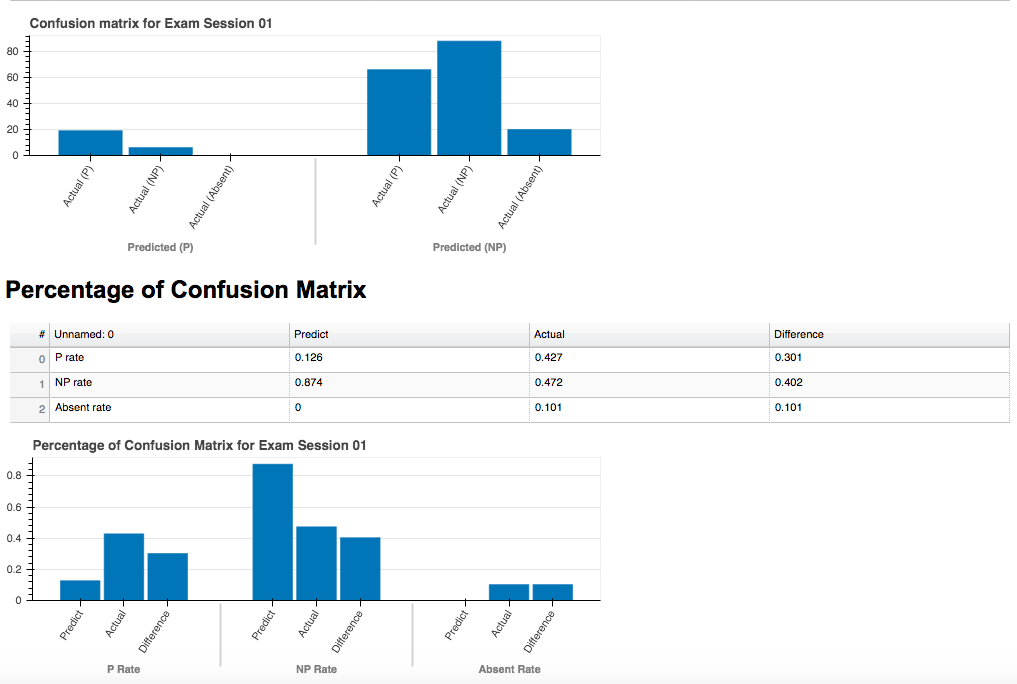 Confusion matrix for Exam Session 01
80
60
40
20
0
Actual (P)
Actual (NP)
Actual (Absent)
Actual (P)
Actual (NP)
Actual (Absent)
Predicted (P)
Predicted (NP)
Percentage of Confusion Matrix
# Unnamed: 0 Predict Actual Difference
0 P rate 0.126 0.427 0.301
1 NP rate 0.874 0.472 0.402
2 Absent rate 0 0.101 0.101
Percentage of Confusion Matrix for Exam Session 01
0.8
0.6
0.4
0.2
0
Predict
Actual
Difference
Predict
Actual
Difference
Predict
Actual
Difference
P Rate
NP Rate
Absent Rate